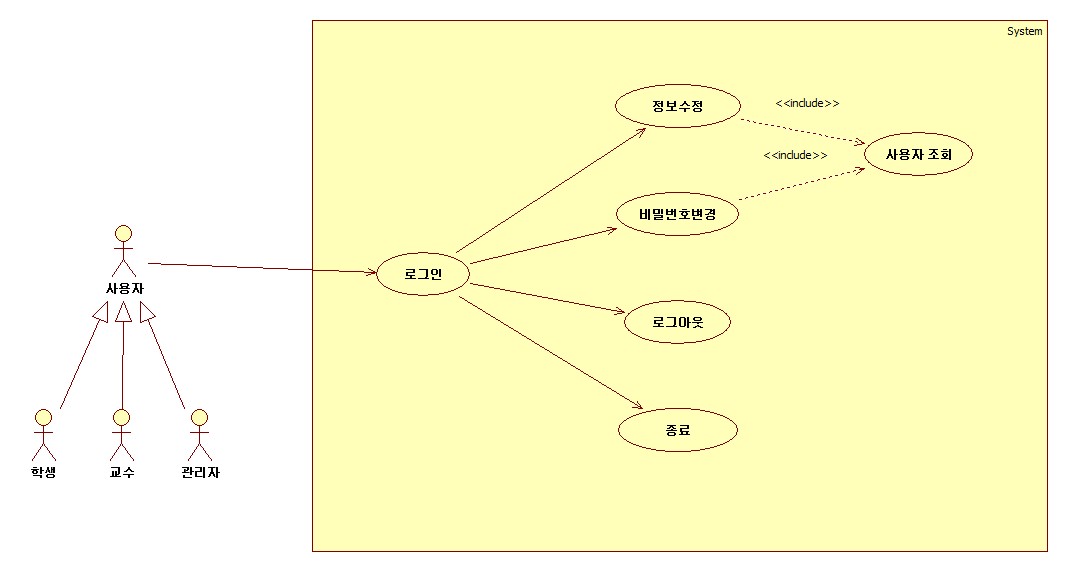 System
정보수정
<<include>>
사용자 조회
<<include>>
비밀번호변경
로그인
사용자
로그아웃
종료
학생
교수
관리자